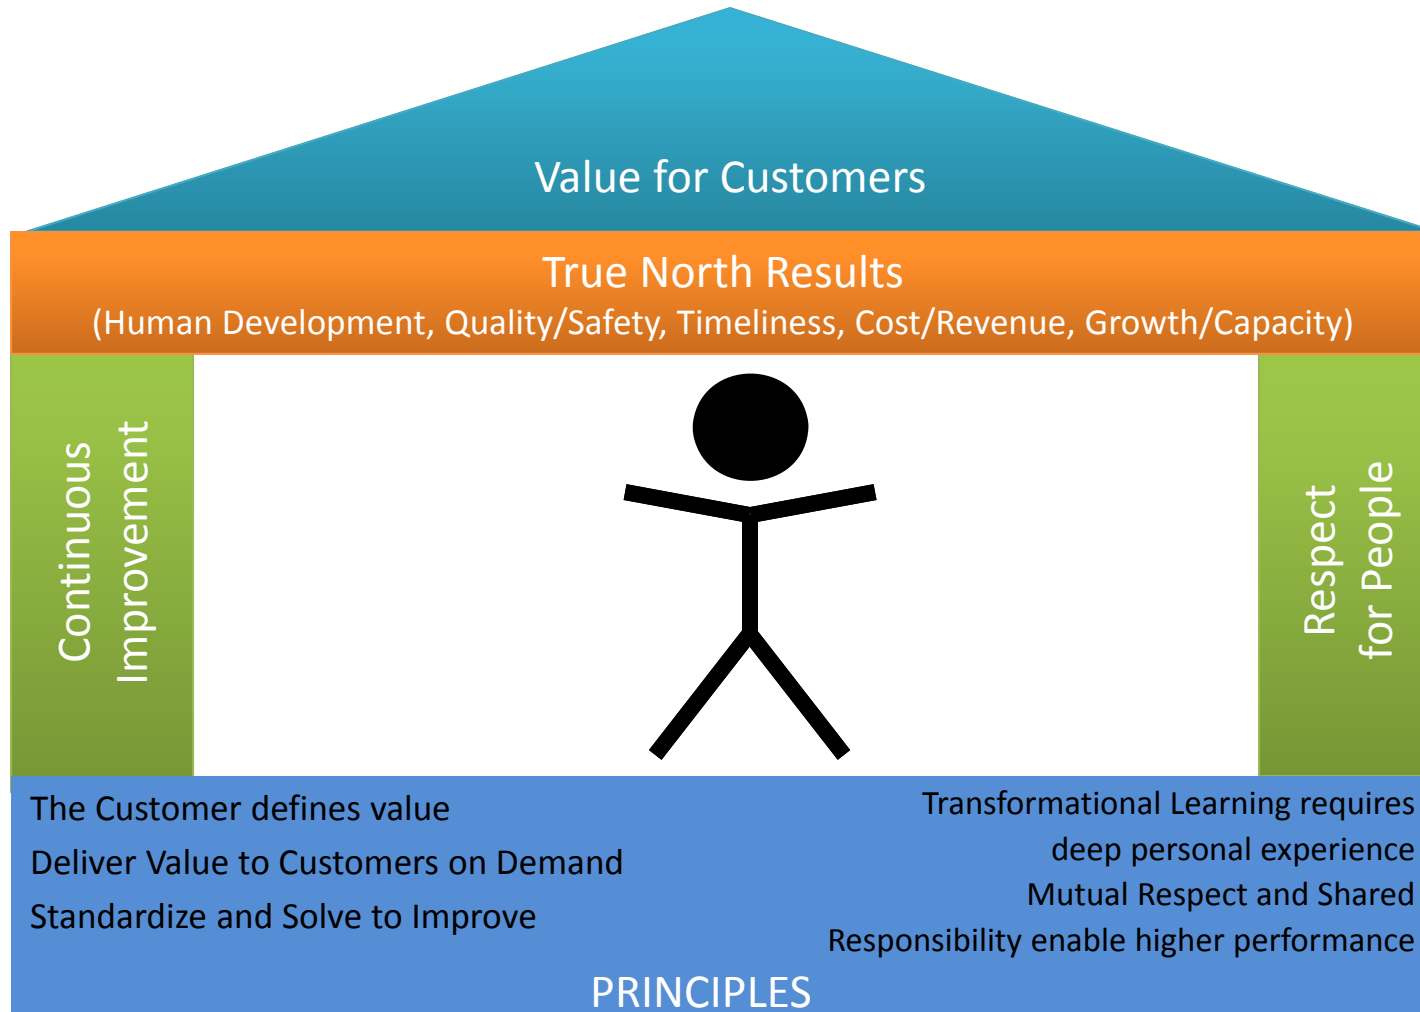 Value for Customers
True North Results
(Human Development, Quality/Safety, Timeliness, Cost/Revenue, Growth/Capacity)
Continuous
Improvement
Respect
for People
The Customer defines value
Deliver Value to Customers on Demand
Standardize and Solve to Improve
Transformational Learning requires
deep personal experience
Mutual Respect and Shared
Responsibility enable higher performance
PRINCIPLES